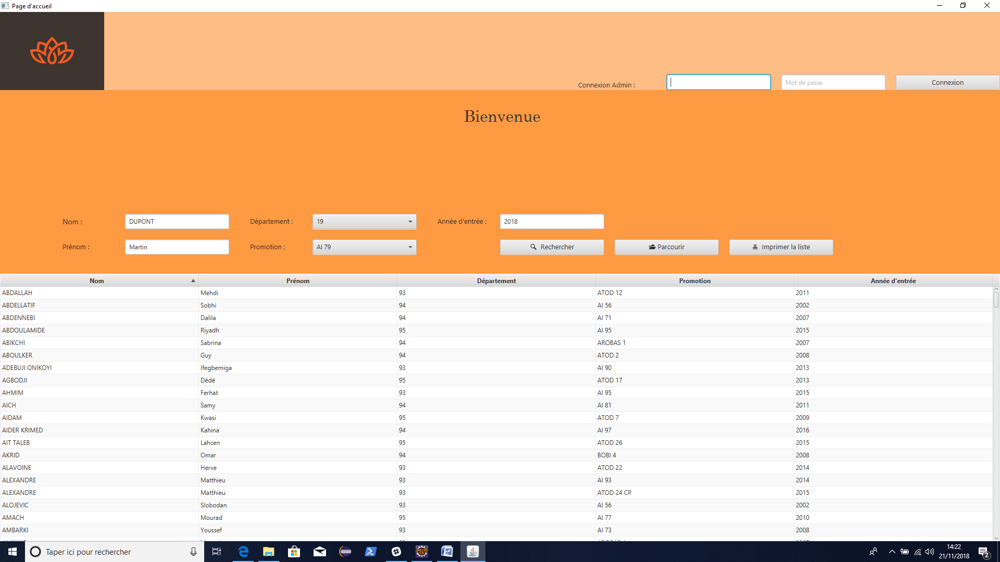 Page d'accueil
Connexion Admin :
Mot de passe
Connexion
Bienvenue
Nom :
DUPONT
Département :
19
Année d'entrée :
2018
Prénom :
Martin
Promotion :
AI 79
Rechercher
Parcourir
Imprimer la liste
Nom Prénom Département Promotion Année d'entrée
ABDALLAH Mehdi 93 ATOD 12 2011
ABDELLATIF Sobhi 94 AI 56 2002
ABDENNEBI Dalila 94 AI 71 2007
ABDOULAMIDE Riyadh 95 AI 95 2015
ABIKCHI Sabrina 94 AROBAS 1 2007
ABOULKER Guy 94 ATOD 2 2008
ADEBUJI ONIKOYI Ifegbemiga 93 AI 90 2013
AGBODJI Dédé 95 ATOD 17 2013
AHMIM Ferhat 93 AI 95 2015
AICH Samy 94 AI 81 2011
AIDAM Kwasi 95 ATOD 7 2009
AIDER KRIMED Kahina 94 AI 97 2016
AIT TALEB Lahcen 95 ATOD 26 2015
AKRID Omar 94 BOBI 4 2008
ALAVOINE Herve 93 ATOD 22 2014
ALEXANDRE Matthieu 93 AI 93 2014
ALEXANDRE Matthieu 93 ATOD 24 CP 2015
ALOJEVIC Slobodan 93 AI 56 2002
AMACH Mourad 95 AI 77 2010
AMBARKI Youssef 93 AI 73 2008
Taper ici pour rechercher
14:22
21/11/2018
2